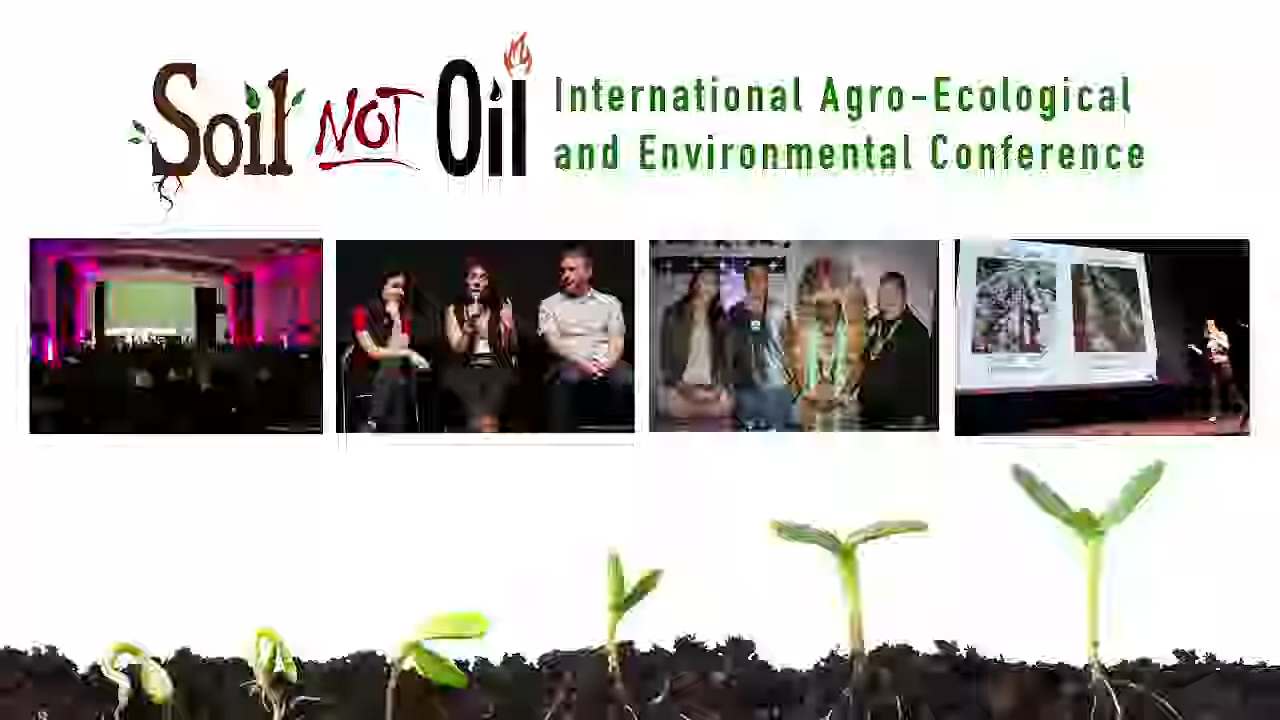 Soil NOT Oil
International Agro-Ecological
and Environmental Conference